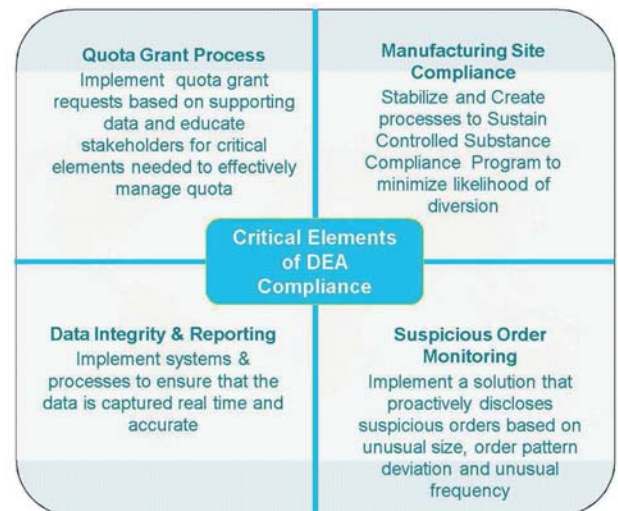 Quota Grant Process
Implement quota grant
requests based on supporting
data and educate
stakeholders for critical
elements needed to effectively
manage quota
Manufacturing Site
Compliance
Stabilize and Create
processes to Sustain
Controlled Substance
Compliance Program to
minimize likelihood of
diversion
Critical Elements
of DEA
Compliance
Data Integrity & Reporting
Implement systems &
processes to ensure that the
data is captured real time and
accurate
Suspicious Order
Monitoring
Implement a solution that
proactively discloses
suspicious orders based on
unusual size, order pattern
deviation and unusual
frequency